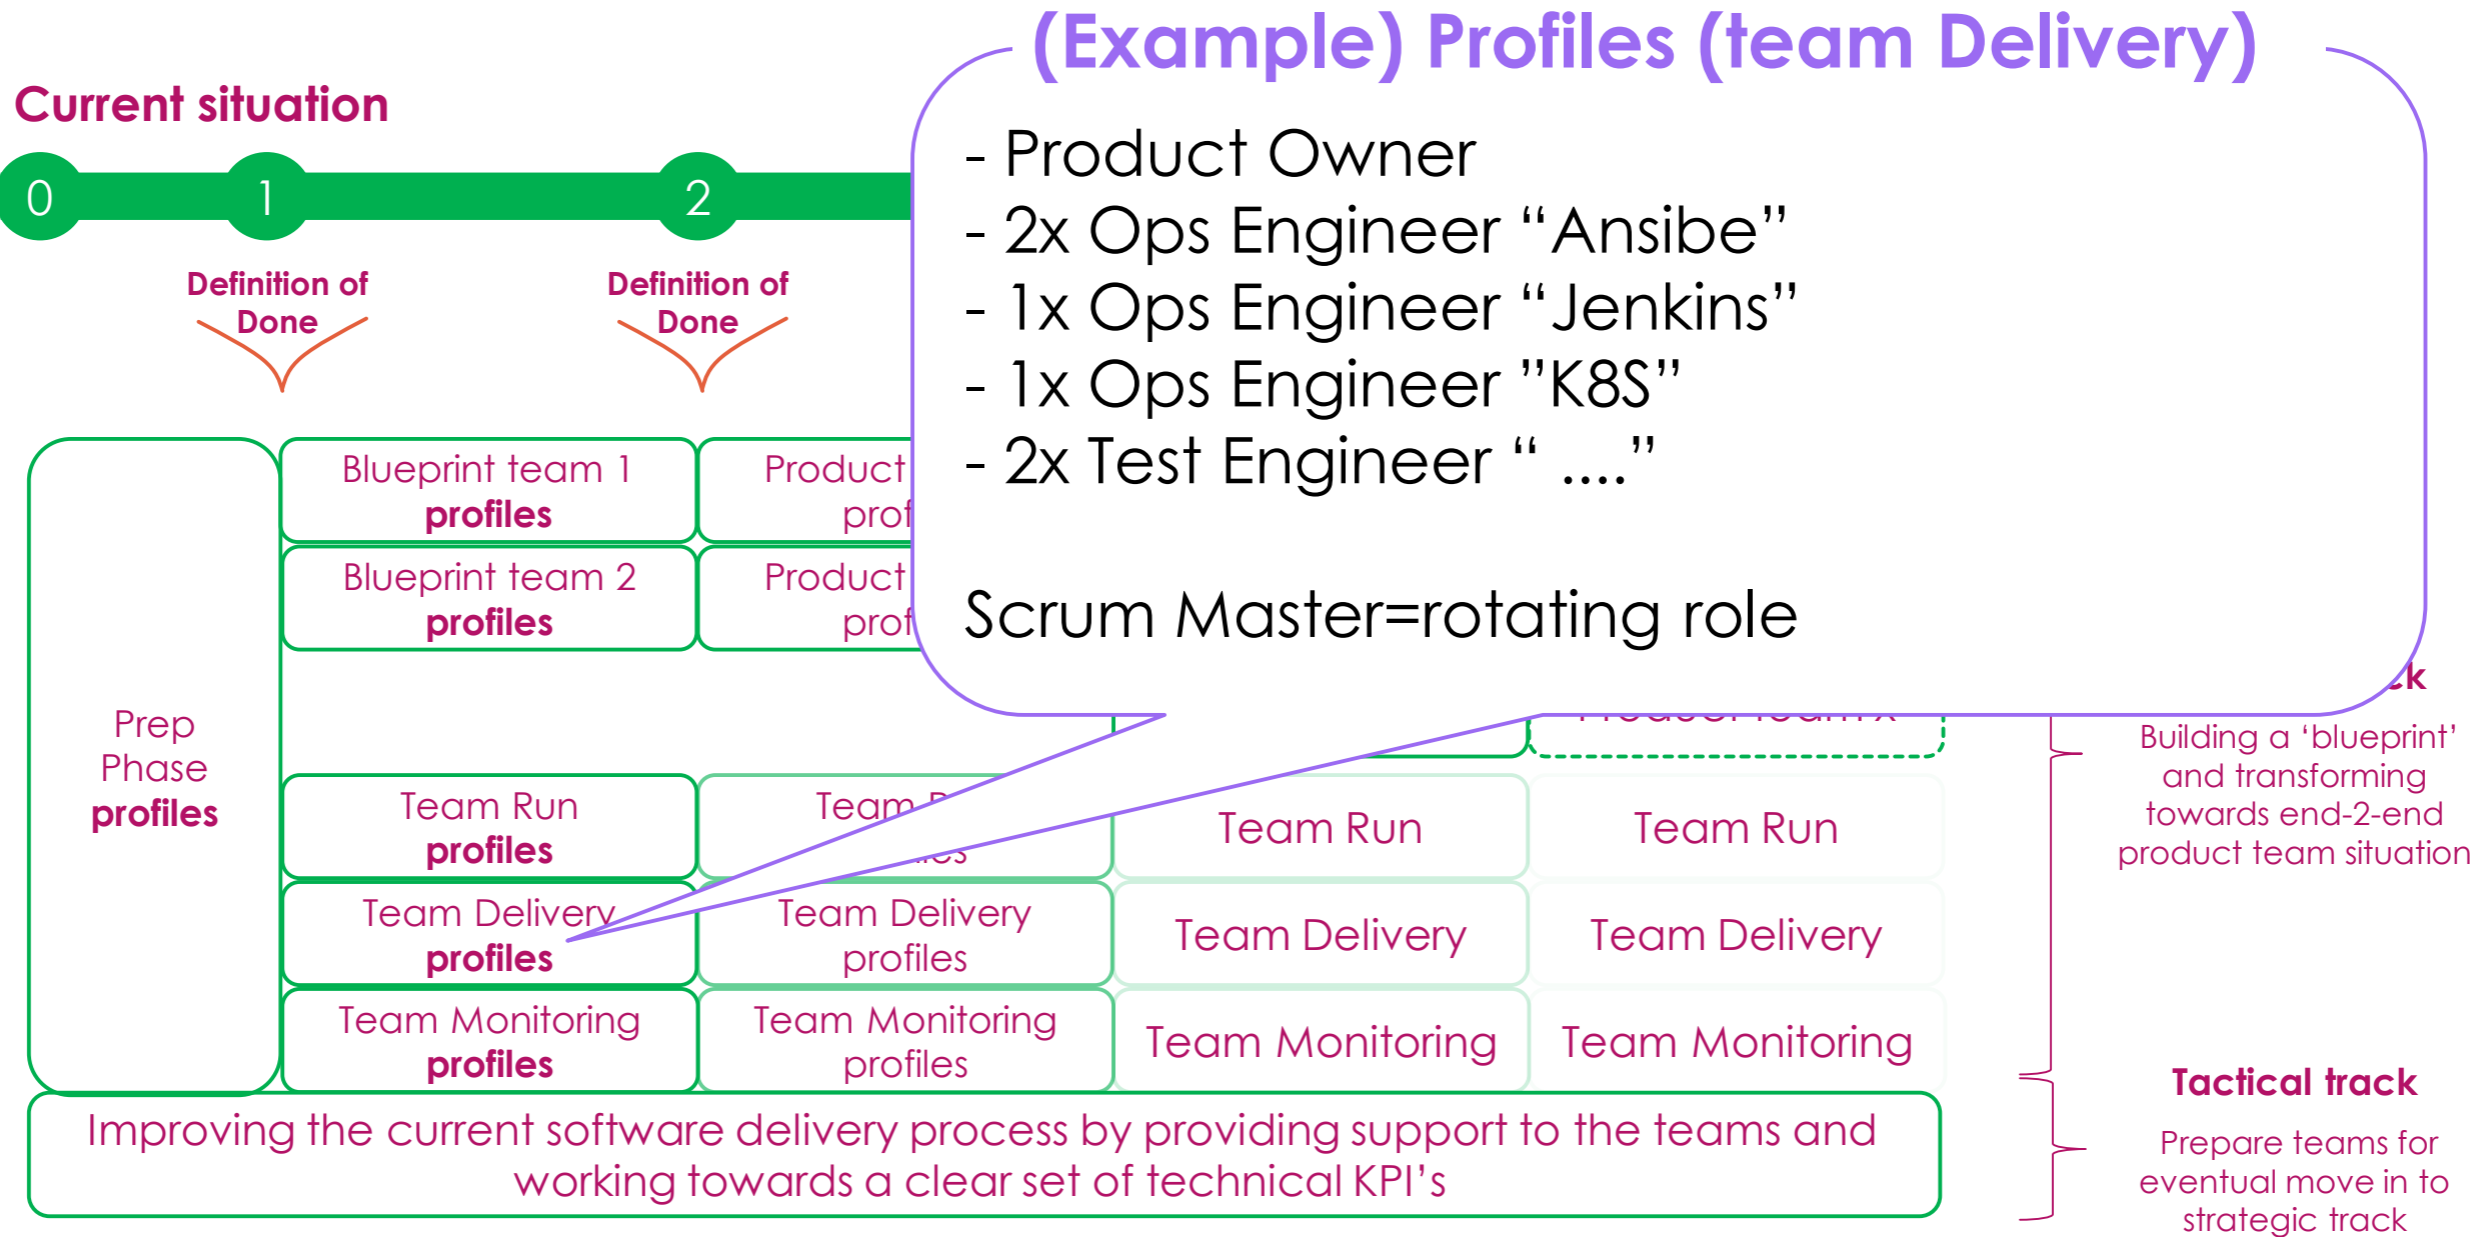 (Example) Profiles (team Delivery)
Current situation
0
1
2
- Product Owner
- 2x Ops Engineer “Ansibe”
- 1x Ops Engineer “Jenkins”
- 1x Ops Engineer ”K8S”
- 2x Test Engineer “ ....”
Scrum Master=rotating role
Definition of
Done
Definition of
Done
Blueprint team 1
profiles
Product
Blueprint team 2
profiles
Product
Prep
Phase
profiles
Team Run
profiles
Team
Team Run
Team Run
Team Delivery
profiles
Team Delivery
profiles
Team Delivery
Team Delivery
Team Monitoring
profiles
Team Monitoring
profiles
Team Monitoring
Team Monitoring
Building a ‘blueprint’
and transforming
towards end-2-end
product team situation
Tactical track
Prepare teams for
eventual move in to
strategic track
Improving the current software delivery process by providing support to the teams and
working towards a clear set of technical KPI’s